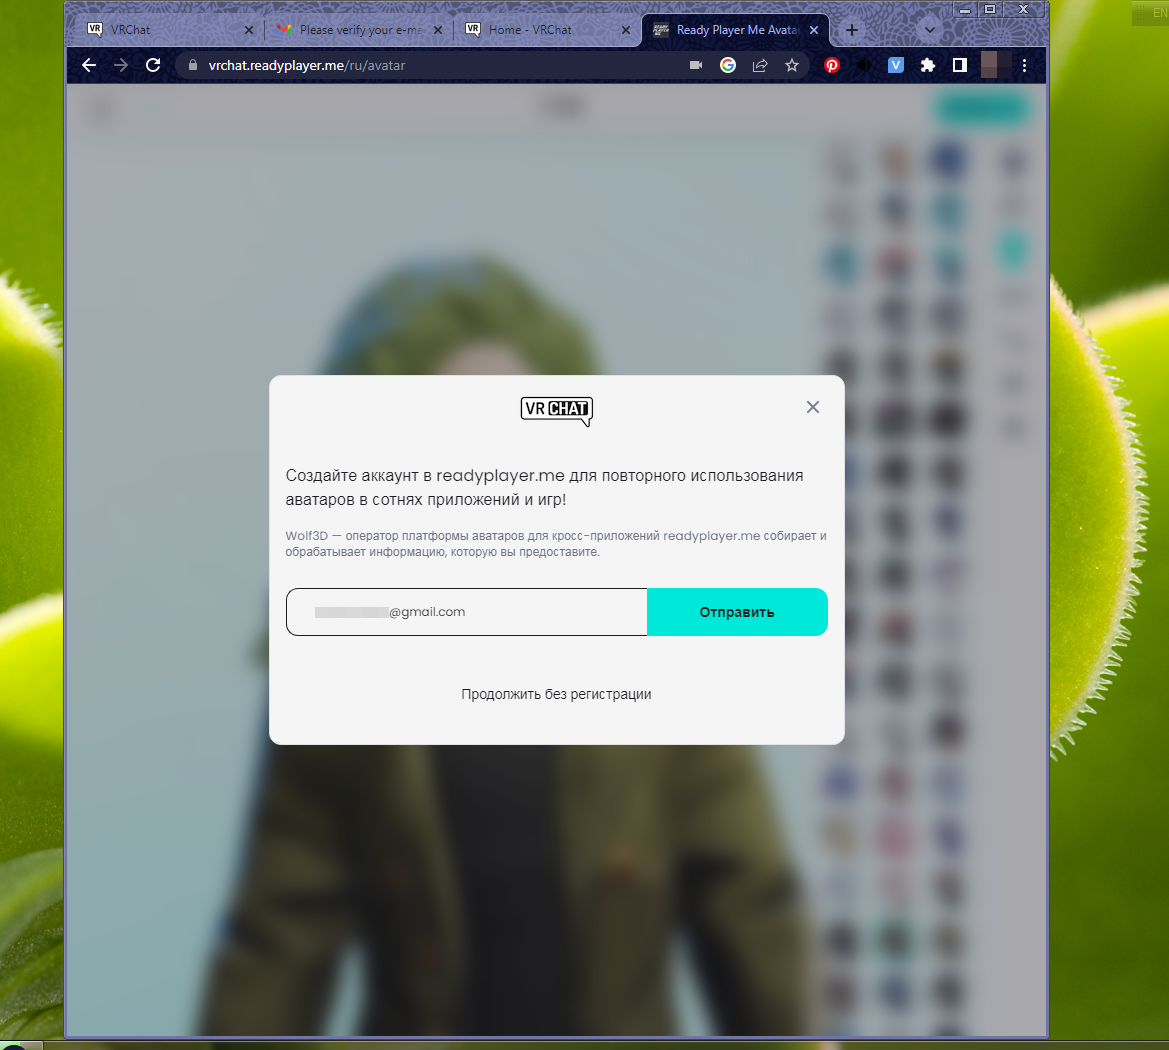 VRChat
Please verify your e-ma
Home - VRChat
Ready Player Me Avata
EN
vrchat.readyplayer.me/ru/avatar
VR CHAT
Создайте аккаунт в readyplayer.me для повторного использования
аватаров в сотнях приложений и игр!
Wolf3D — оператор платформы аватаров для кросс-приложений readyplayer.me собирает и
обрабатывает информацию, которую вы предоставите.
@gmail.com
Отправить
Продолжить без регистрации